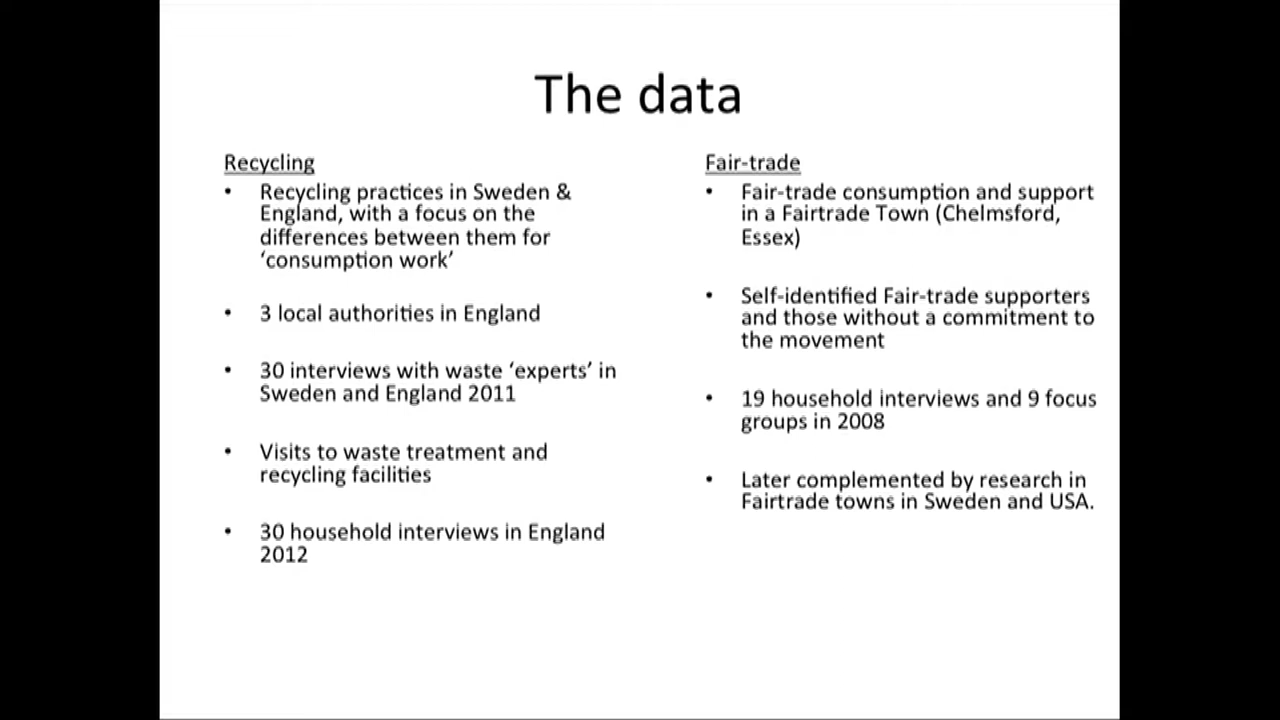 The data
Recycling
• Recycling practices in Sweden &
England, with a focus on the
differences between them for
‘consumption work’
• 3 local authorities in England
• 30 interviews with waste ‘experts’ in
Sweden and England 2011
• Visits to waste treatment and
recycling facilities
• 30 household interviews in England
2012
Fair-trade
• Fair-trade consumption and support
in a Fairtrade Town (Chelmsford,
Essex)
• Self-identified Fair-trade supporters
and those without a commitment to
the movement
• 19 household interviews and 9 focus
groups in 2008
• Later complemented by research in
Fairtrade towns in Sweden and USA.